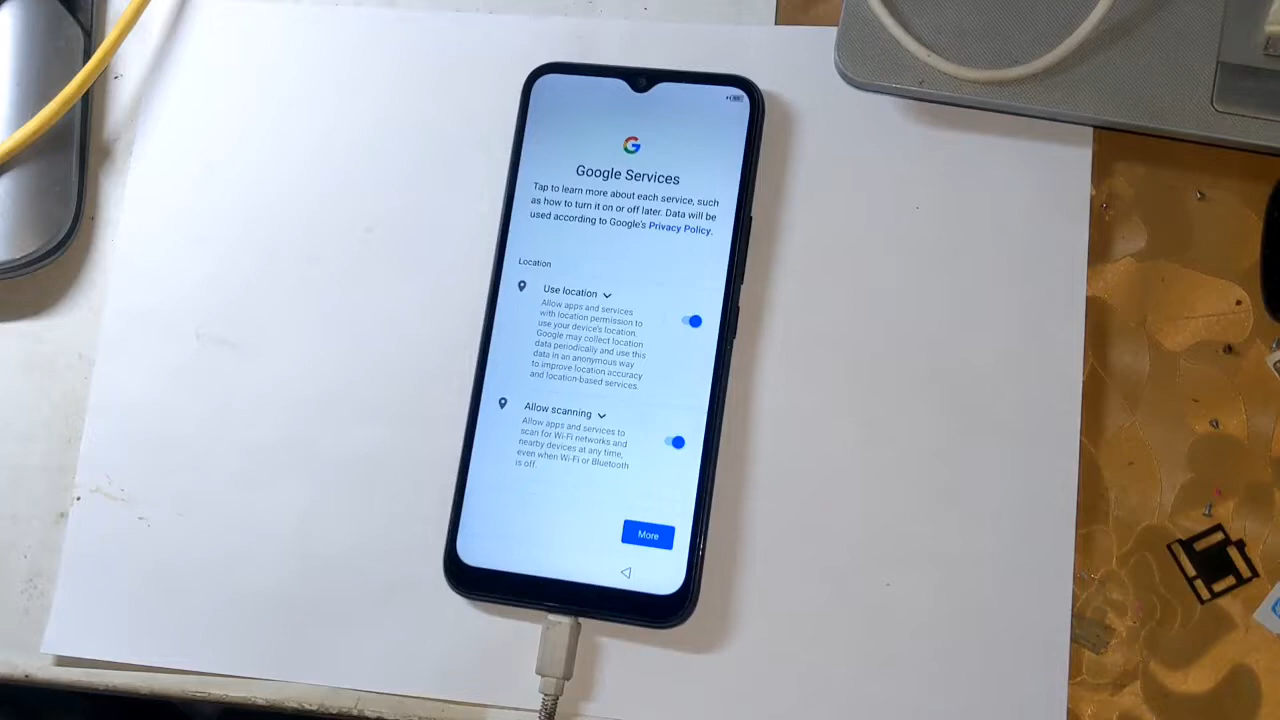 Google Services
Tap to learn more about each service, such
as how to turn it on or off later. Data will be
used according to Google's Privacy Policy.
Location
Use location
Allow apps and services
with location permission to
use your device's location.
Google may collect location
data periodically and use this
data in an anonymous way
to improve location accuracy
and location-based services.
Allow scanning
Allow apps and services to
scan for Wi-Fi networks and
nearby devices at any time,
even when Wi-Fi or Bluetooth
is off.
More